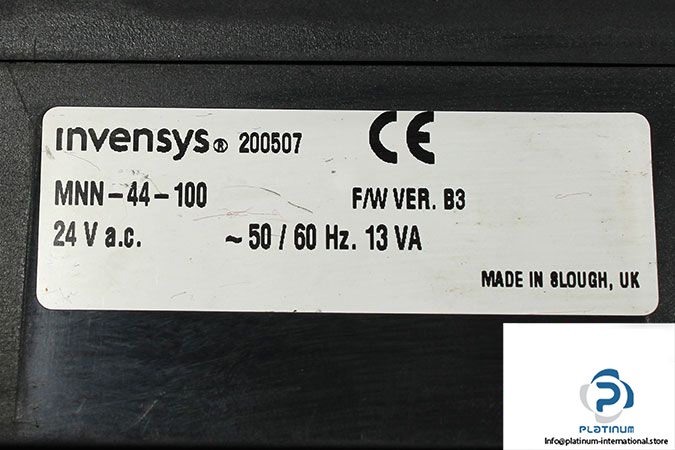 invensys® 200507 CE
MNN-44-100 F/W VER. B3
24 V a.c. ~ 50 / 60 Hz. 13 VA
MADE IN SLOUGH, UK
PLATINUM
Info@platinum-international.store